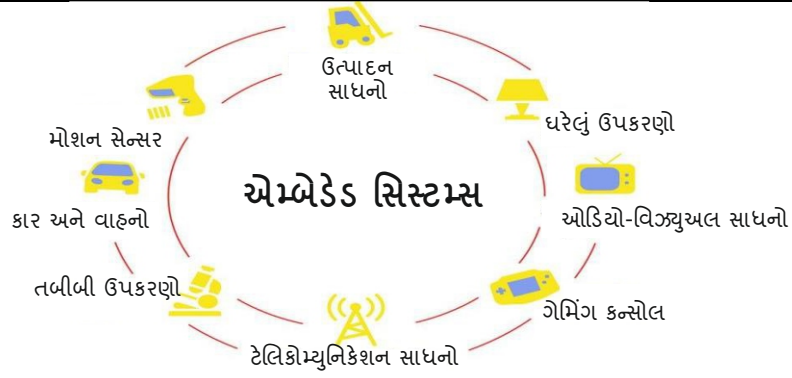 ઉત્પાદન
સાધનો
ઘરેલું ઉપકરણો
મોશન સેન્સર
એમ્બેડેડ સિસ્ટમ્સ
કાર અને વાહનો
ઓડિયો-વિઝ્યુઅલ સાધનો
તબીબી ઉપકરણો
ગેમિંગ કન્સોલ
ટેલિકોમ્યુનિકેશન સાધનો